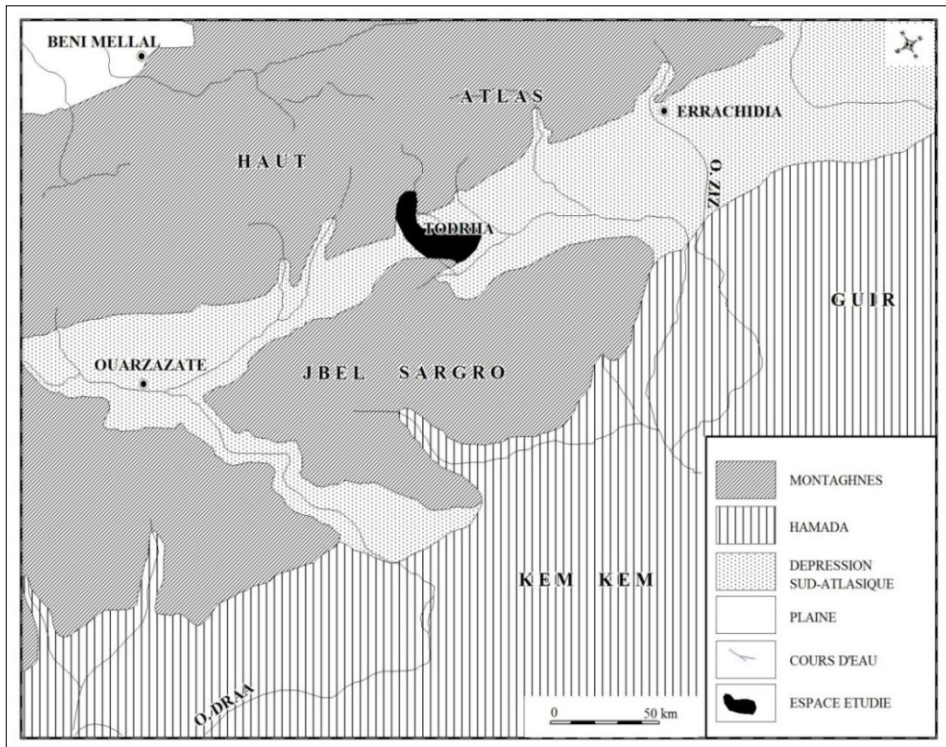 BENI MELLAL
ATLAS
ERRACHIDIA
HAUT
O. ZIZ
TODRHA
GUIR
OUARZAZATE
JBEL SARGRO
MONTAGHNES
HAMADA
DEPRESSION
SUD-ATLASIQUE
KEM KEM
PLAINE
COURS D'EAU
O. DRAA
ESPACE ETUDIE
0 50 km